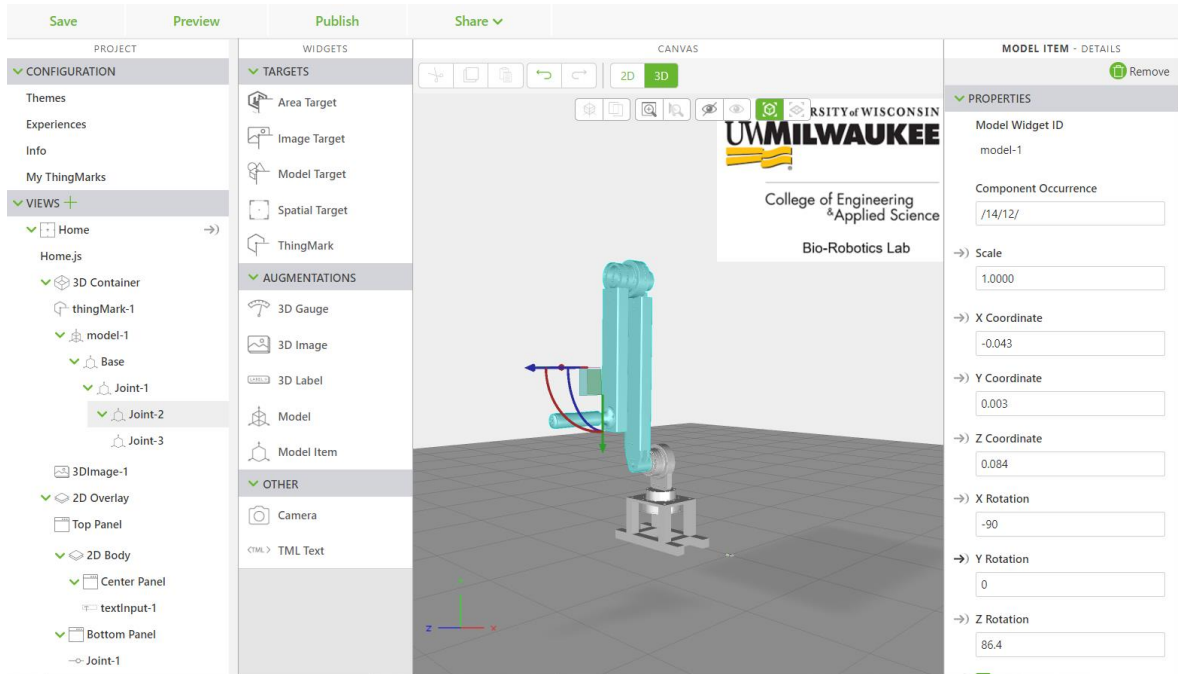 Save Preview Publish Share
PROJECT
CONFIGURATION
Themes
Experiences
Info
My ThingMarks
VIEWS
Home
Home.js
3D Container
thingMark-1
model-1
Base
Joint-1
Joint-2
Joint-3
3DImage-1
2D Overlay
Top Panel
2D Body
Center Panel
textInput-1
Bottom Panel
Joint-1
WIDGETS
TARGETS
Area Target
Image Target
Model Target
Spatial Target
ThingMark
AUGMENTATIONS
3D Gauge
3D Image
3D Label
Model
Model Item
OTHER
Camera
<TML> TML Text
CANVAS
2D 3D
RSITY of WISCONSIN
UWMILWAUKEE
College of Engineering
&Applied Science
Bio-Robotics Lab
Z X
MODEL ITEM - DETAILS
Remove
PROPERTIES
Model Widget ID
model-1
Component Occurrence
/14/12/
Scale
1.0000
X Coordinate
-0.043
Y Coordinate
0.003
Z Coordinate
0.084
X Rotation
-90
Y Rotation
0
Z Rotation
86.4